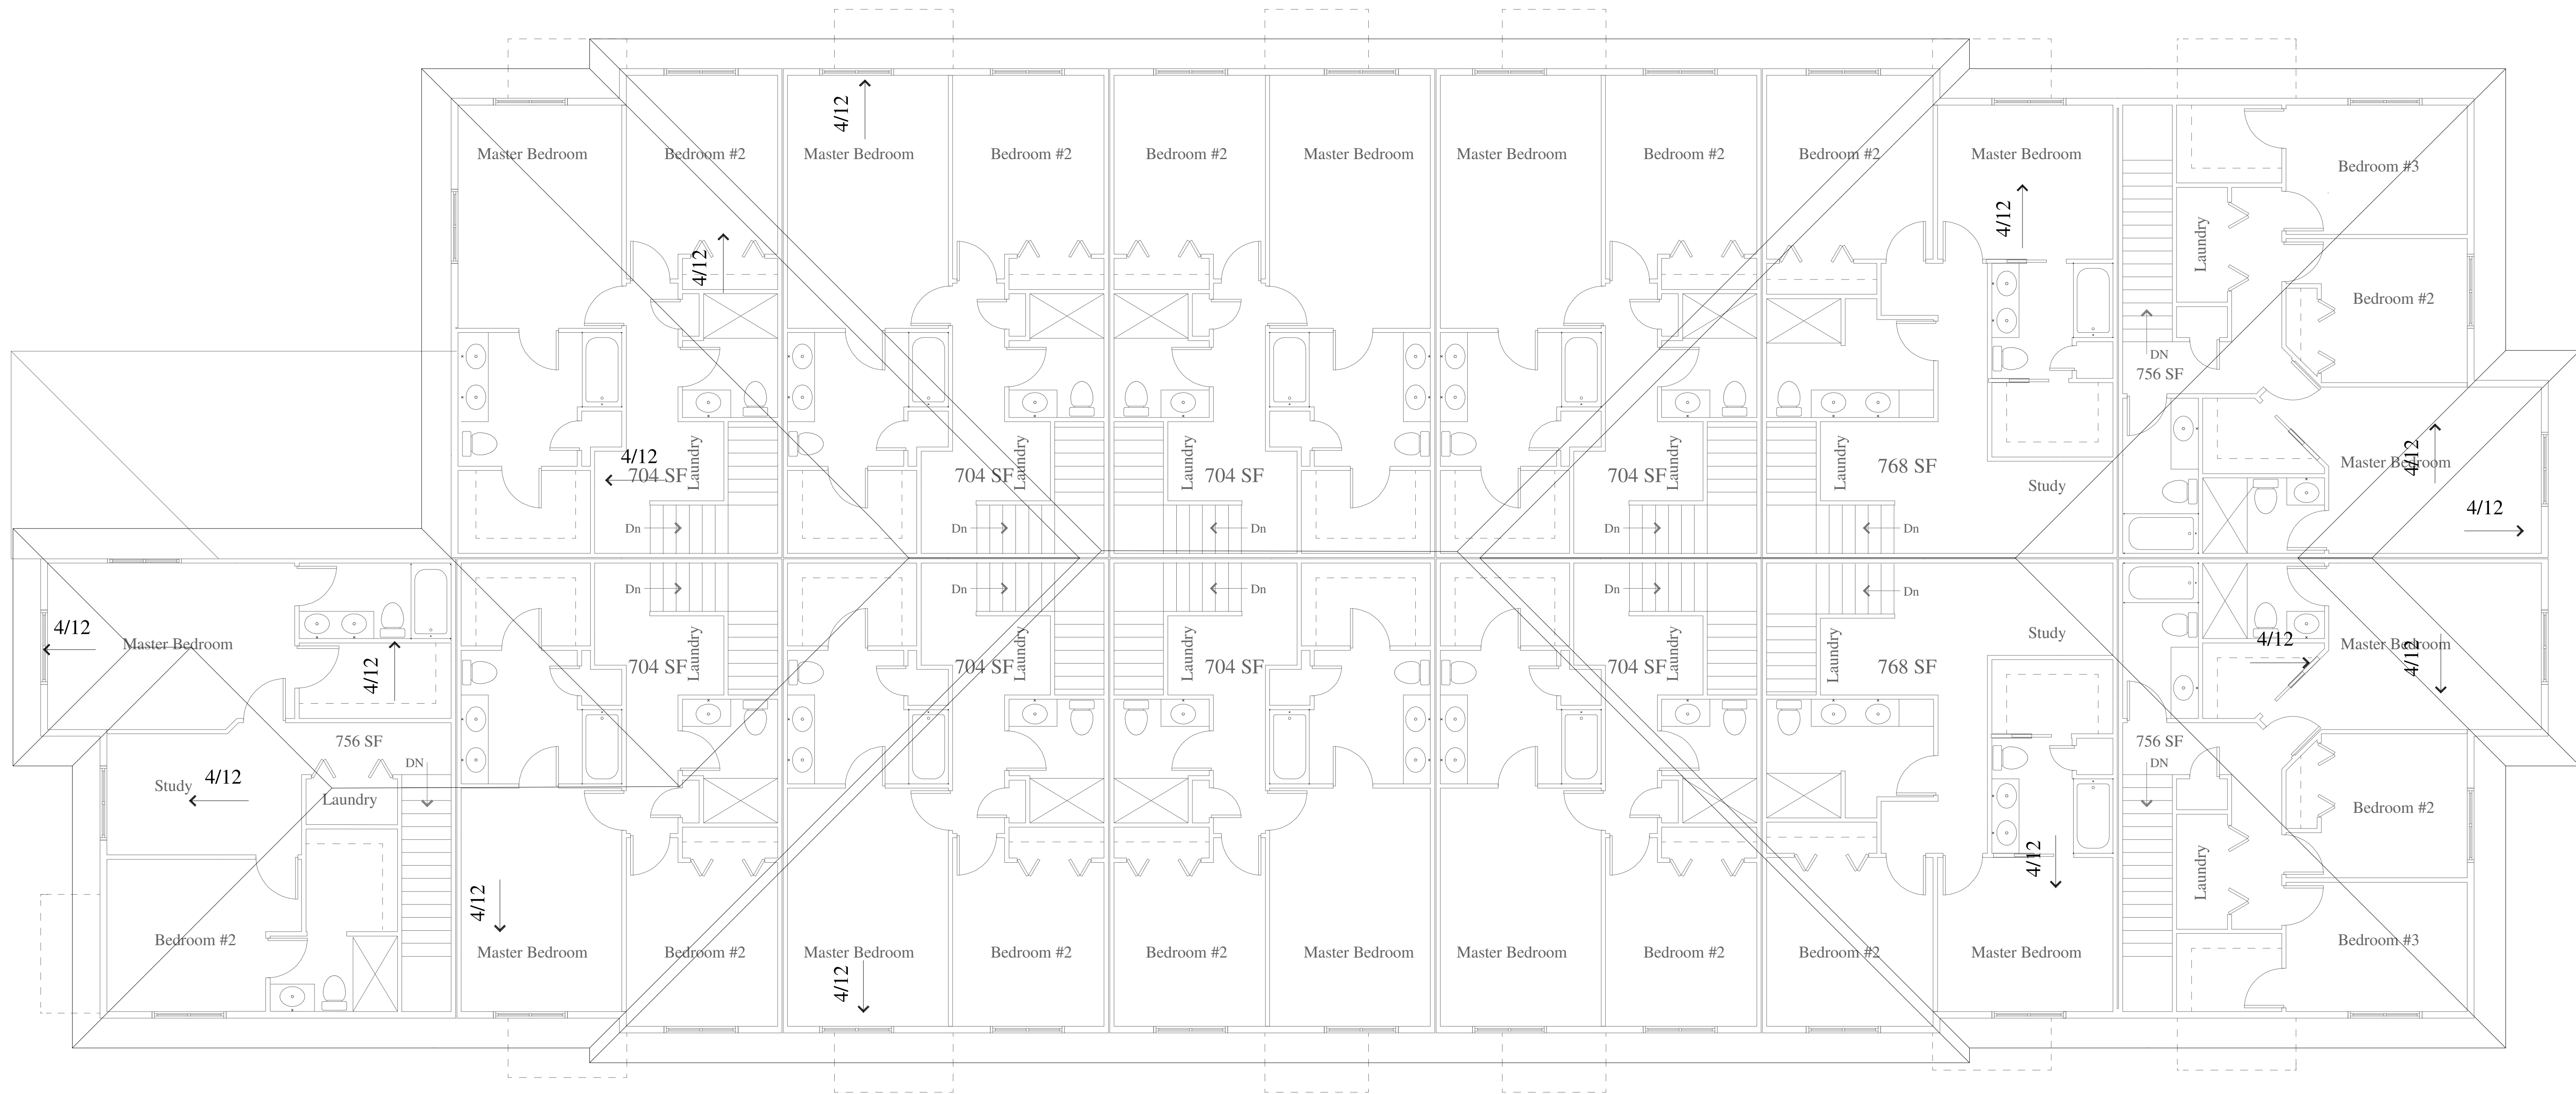 Master Bedroom
Bedroom #2
Master Bedroom
Bedroom #2
Bedroom #2
Master Bedroom
Master Bedroom
Bedroom #2
Bedroom #2
Master Bedroom
Bedroom #3
4/12
4/12
4/12
Laundry
Bedroom #2
4/12
DN
756 SF
4/12
704 SF
Laundry
704 SF
Laundry
Laundry
704 SF
704 SF
Laundry
Laundry
768 SF
Study
Master Bedroom
4/12
4/12
Dn
Dn
Dn
Dn
Dn
Dn
Dn
Dn
Dn
Dn
4/12
Master Bedroom
4/12
704 SF
Laundry
704 SF
Laundry
Laundry
704 SF
704 SF
Laundry
Laundry
768 SF
Study
4/12
Master Bedroom
4/12
756 SF
DN
756 SF
DN
Study
4/12
Laundry
Bedroom #2
4/12
4/12
Laundry
Bedroom #2
Master Bedroom
Bedroom #2
Master Bedroom
Bedroom #2
Bedroom #2
Master Bedroom
Master Bedroom
Bedroom #2
Bedroom #2
Master Bedroom
Bedroom #3
4/12